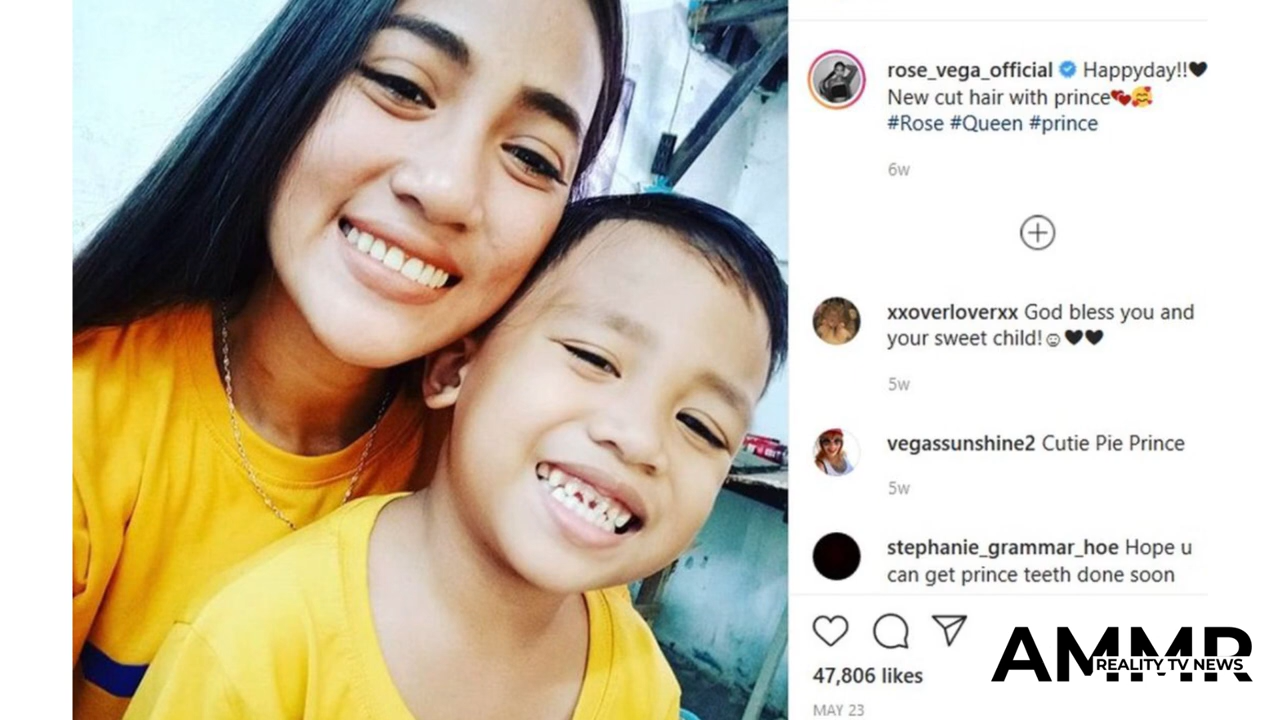 rose_vega_official Happyday!!🖤
New cut hair with prince💕🥰
#Rose #Queen #prince
6w
xxoverloverxx God bless you and
your sweet child!☺🖤🖤
5w
vegassunshine2 Cutie Pie Prince
5w
stephanie_grammar_hoe Hope u
can get prince teeth done soon
47,806 likes
MAY 23
AMMR
REALITY TV NEWS